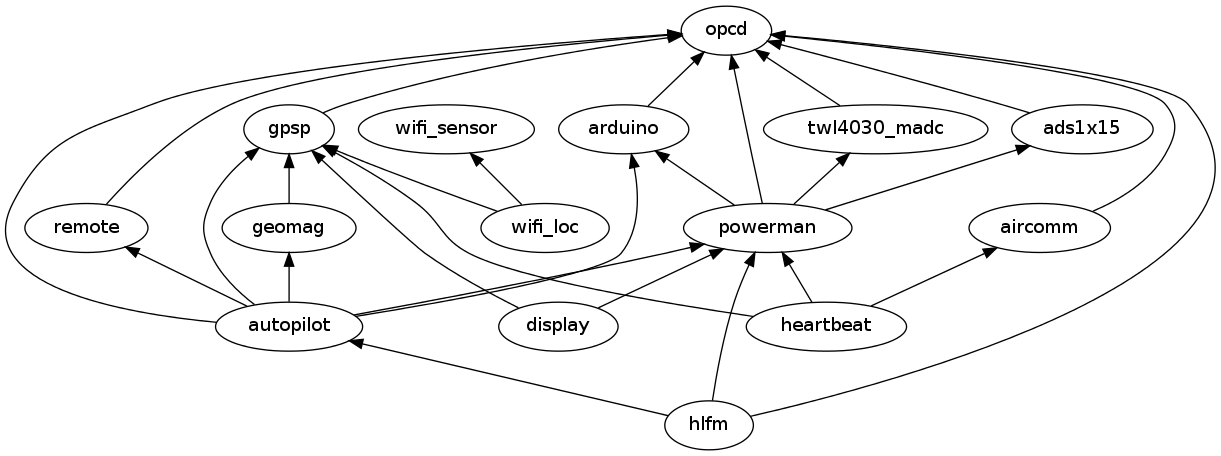 opcd
gpsp
wifi_sensor
arduino
twl4030_madc
ads1x15
remote
geomag
wifi_loc
powerman
aircomm
autopilot
display
heartbeat
hlfm